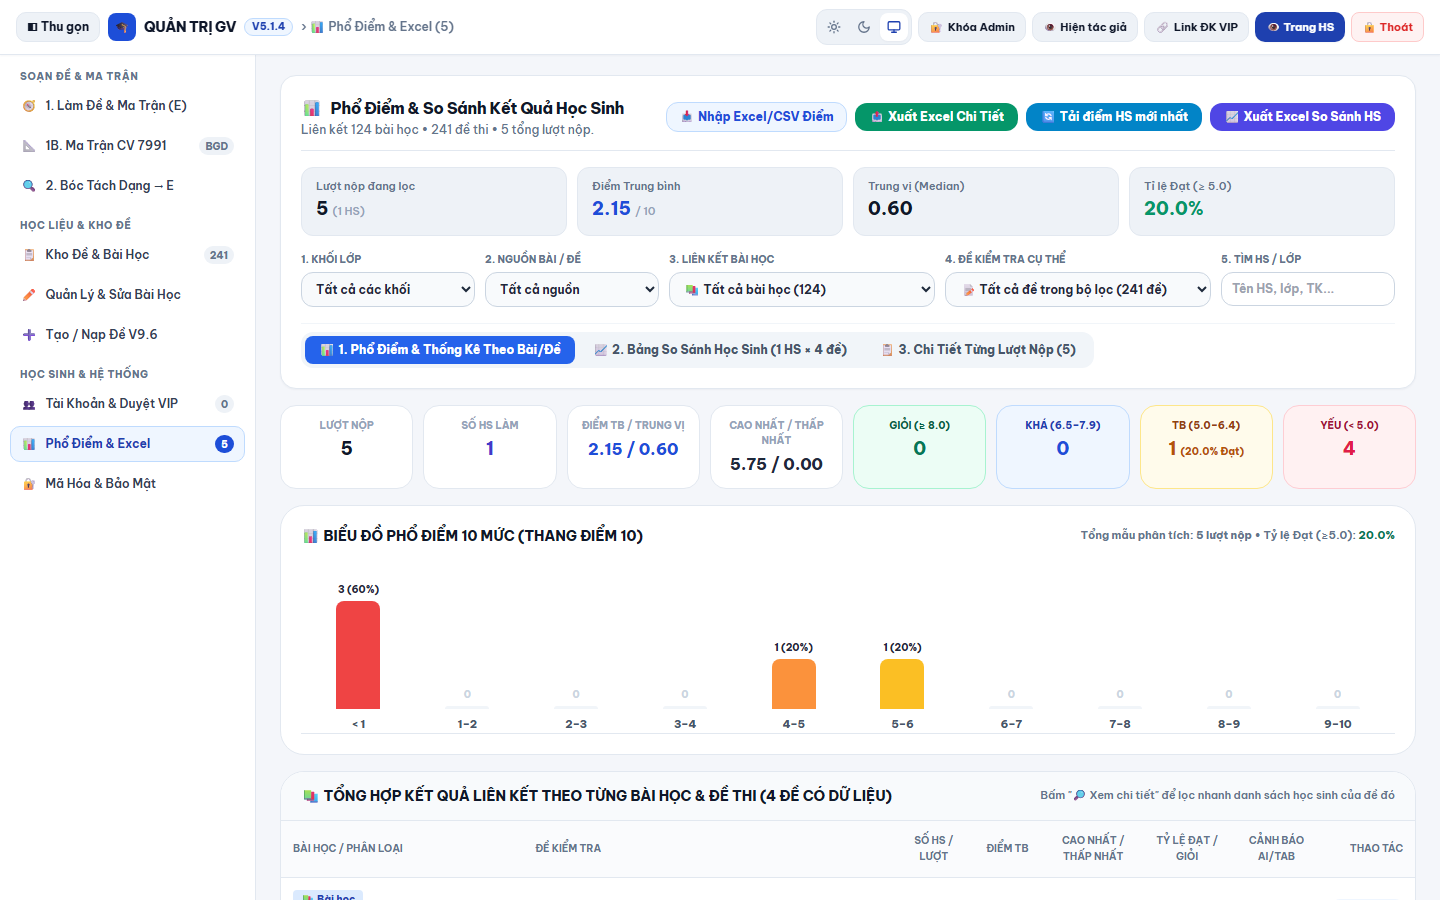 Thu gọn
QUẢN TRỊ GV
V5.1.4
› Phổ Điểm & Excel (5)
Khóa Admin
Hiện tác giả
Link ĐK VIP
Trang HS
Thoát
SOẠN ĐỀ & MA TRẬN
1. Làm Đề & Ma Trận (E)
1B. Ma Trận CV 7991
BGD
2. Bóc Tách Dạng → E
HỌC LIỆU & KHO ĐỀ
Kho Đề & Bài Học
241
Quản Lý & Sửa Bài Học
Tạo / Nạp Đề V9.6
HỌC SINH & HỆ THỐNG
Tài Khoản & Duyệt VIP
0
Phổ Điểm & Excel
5
Mã Hóa & Bảo Mật
Phổ Điểm & So Sánh Kết Quả Học Sinh
Liên kết 124 bài học • 241 đề thi • 5 tổng lượt nộp.
Nhập Excel/CSV Điểm
Xuất Excel Chi Tiết
Tải điểm HS mới nhất
Xuất Excel So Sánh HS
Lượt nộp đang lọc
5 (1 HS)
Điểm Trung bình
2.15 / 10
Trung vị (Median)
0.60
Tỉ lệ Đạt (≥ 5.0)
20.0%
1. KHỐI LỚP
Tất cả các khối
2. NGUỒN BÀI / ĐỀ
Tất cả nguồn
3. LIÊN KẾT BÀI HỌC
Tất cả bài học (124)
4. ĐỀ KIỂM TRA CỤ THỂ
Tất cả đề trong bộ lọc (241 đề)
5. TÌM HS / LỚP
Tên HS, lớp, TK...
1. Phổ Điểm & Thống Kê Theo Bài/Đề
2. Bảng So Sánh Học Sinh (1 HS × 4 đề)
3. Chi Tiết Từng Lượt Nộp (5)
LƯỢT NỘP
5
SỐ HS LÀM
1
ĐIỂM TB / TRUNG VỊ
2.15 / 0.60
CAO NHẤT / THẤP NHẤT
5.75 / 0.00
GIỎI (≥ 8.0)
0
KHÁ (6.5–7.9)
0
TB (5.0–6.4)
1 (20.0% Đạt)
YẾU (< 5.0)
4
BIỂU ĐỒ PHỔ ĐIỂM 10 MỨC (THANG ĐIỂM 10)
Tổng mẫu phân tích: 5 lượt nộp • Tỷ lệ Đạt (≥5.0): 20.0%
3 (60%)
0
0
0
1 (20%)
1 (20%)
0
0
0
0
< 1
1–2
2–3
3–4
4–5
5–6
6–7
7–8
8–9
9–10
TỔNG HỢP KẾT QUẢ LIÊN KẾT THEO TỪNG BÀI HỌC & ĐỀ THI (4 ĐỀ CÓ DỮ LIỆU)
Bấm "🔎 Xem chi tiết" để lọc nhanh danh sách học sinh của đề đó
BÀI HỌC / PHÂN LOẠI
ĐỀ KIỂM TRA
SỐ HS / LƯỢT
ĐIỂM TB
CAO NHẤT / THẤP NHẤT
TỶ LỆ ĐẠT / GIỎI
CẢNH BÁO AI/TAB
THAO TÁC
Bài học